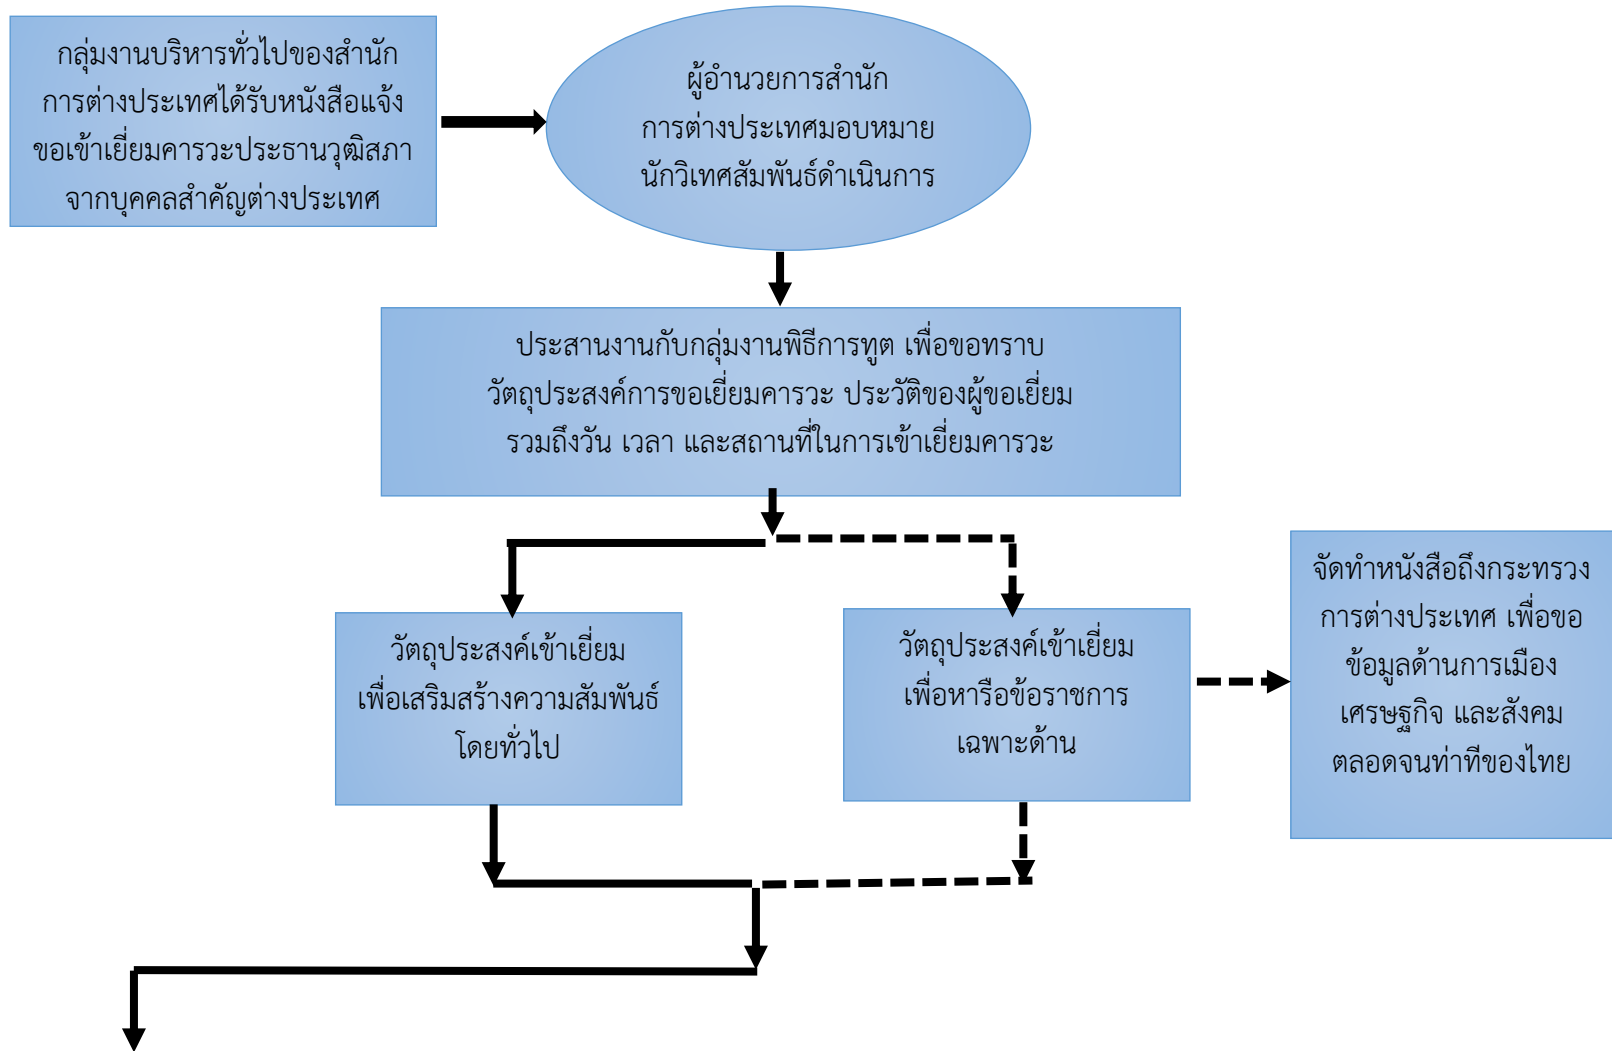 กลุ่มงานบริหารทั่วไปของสำนัก
การต่างประเทศได้รับหนังสือแจ้ง
ขอเข้าเยี่ยมคารวะประธานวุฒิสภา
จากบุคคลสำคัญต่างประเทศ
ผู้อำนวยการสำนัก
การต่างประเทศมอบหมาย
นักวิเทศสัมพันธ์ดำเนินการ
ประสานงานกับกลุ่มงานพิธีการทูต เพื่อขอทราบ
วัตถุประสงค์การขอเยี่ยมคารวะ ประวัติของผู้ขอเยี่ยม
รวมถึงวัน เวลา และสถานที่ในการเข้าเยี่ยมคารวะ
วัตถุประสงค์เข้าเยี่ยม
เพื่อเสริมสร้างความสัมพันธ์
โดยทั่วไป
วัตถุประสงค์เข้าเยี่ยม
เพื่อหารือข้อราชการ
เฉพาะด้าน
จัดทำหนังสือถึงกระทรวง
การต่างประเทศ เพื่อขอ
ข้อมูลด้านการเมือง
เศรษฐกิจ และสังคม
ตลอดจนท่าทีของไทย